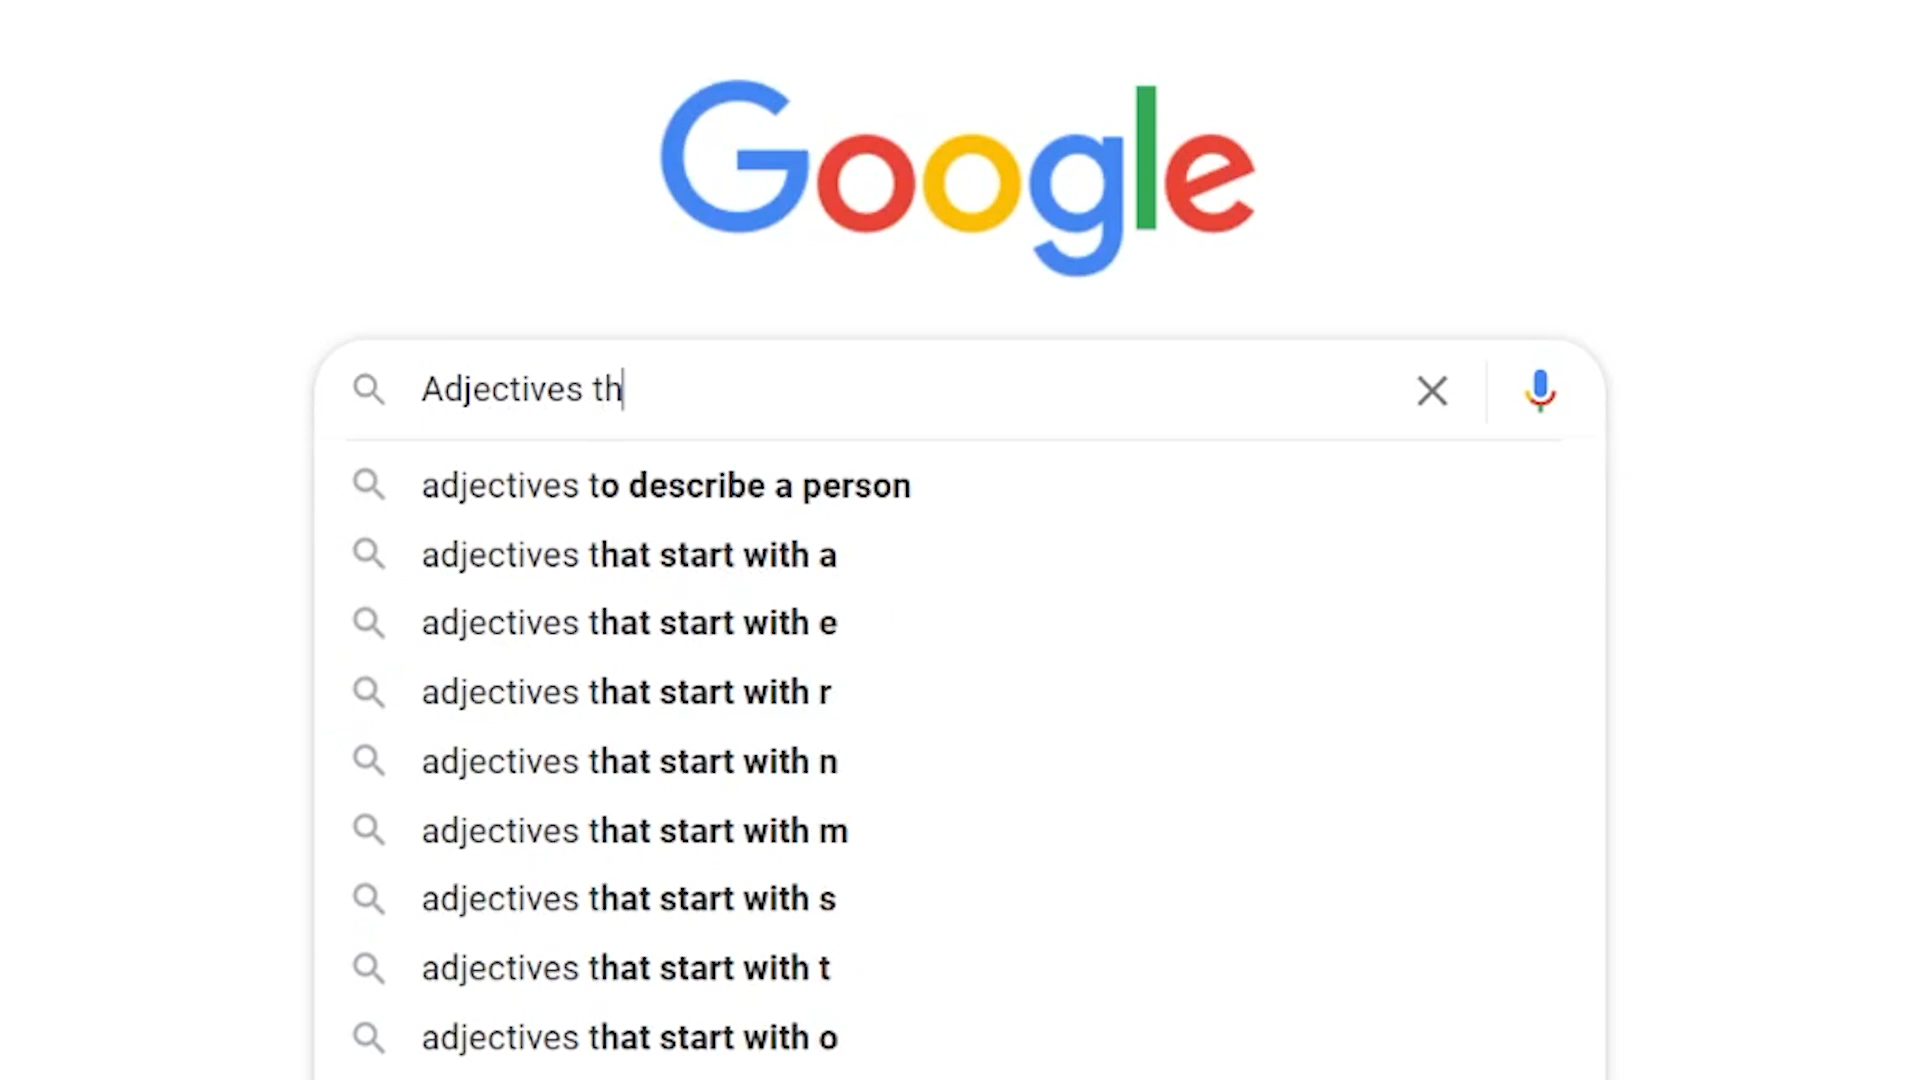 Google
Adjectives th
adjectives to describe a person
adjectives that start with a
adjectives that start with e
adjectives that start with r
adjectives that start with n
adjectives that start with m
adjectives that start with s
adjectives that start with t
adjectives that start with o